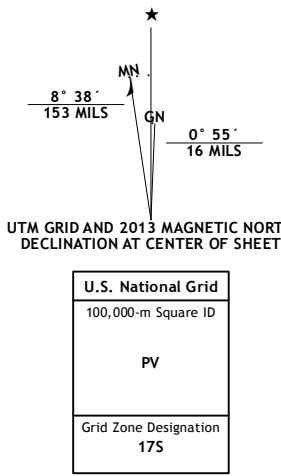 MN
8° 38´
153 MILS
GN
0° 55´
16 MILS
UTM GRID AND 2013 MAGNETIC NORT
DECLINATION AT CENTER OF SHEET
U.S. National Grid
100,000-m Square ID
PV
Grid Zone Designation
17S